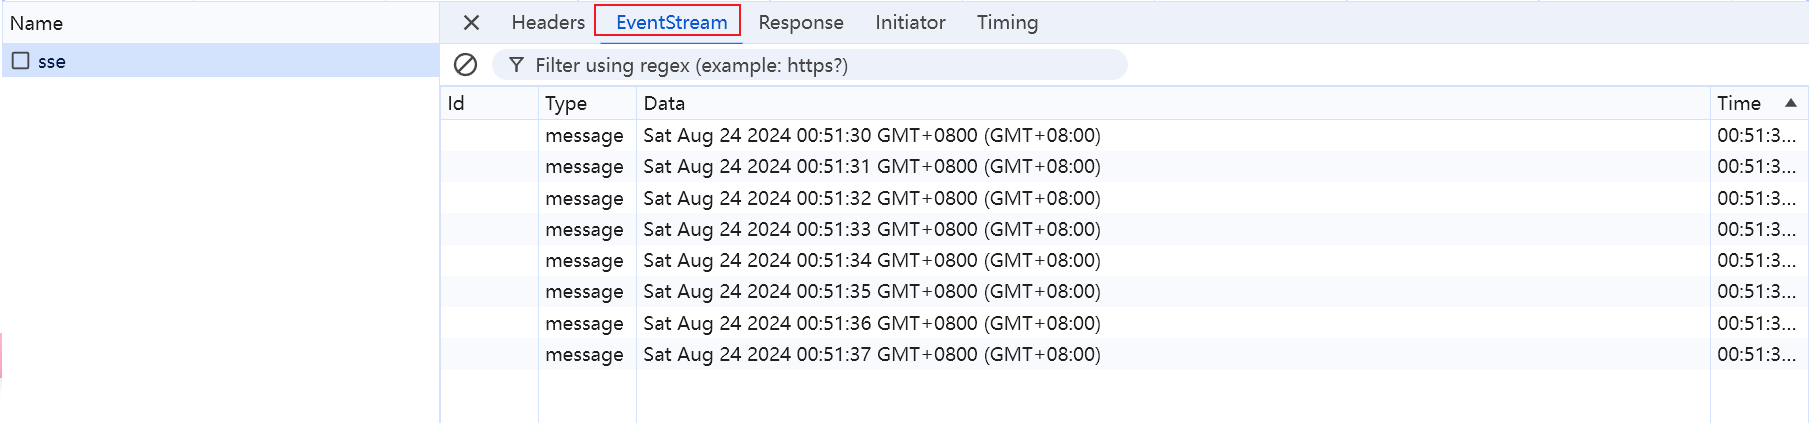 Name
sse
Headers EventStream Response Initiator Timing
Filter using regex (example: https?)
Id Type Data Time
message Sat Aug 24 2024 00:51:30 GMT+0800 (GMT+08:00) 00:51:3...
message Sat Aug 24 2024 00:51:31 GMT+0800 (GMT+08:00) 00:51:3...
message Sat Aug 24 2024 00:51:32 GMT+0800 (GMT+08:00) 00:51:3...
message Sat Aug 24 2024 00:51:33 GMT+0800 (GMT+08:00) 00:51:3...
message Sat Aug 24 2024 00:51:34 GMT+0800 (GMT+08:00) 00:51:3...
message Sat Aug 24 2024 00:51:35 GMT+0800 (GMT+08:00) 00:51:3...
message Sat Aug 24 2024 00:51:36 GMT+0800 (GMT+08:00) 00:51:3...
message Sat Aug 24 2024 00:51:37 GMT+0800 (GMT+08:00) 00:51:3...